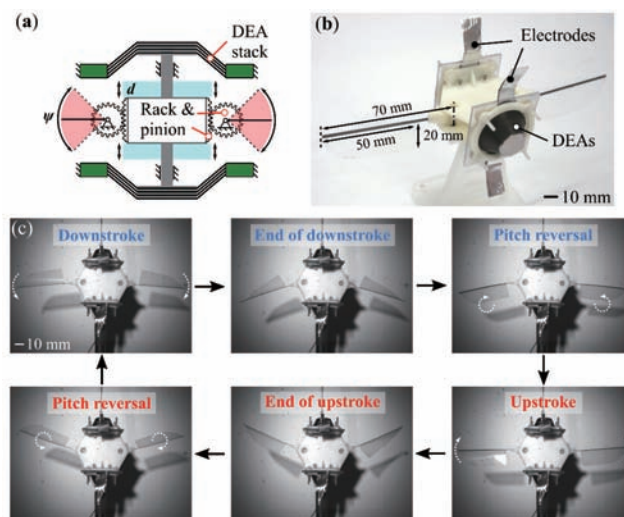 (a)
DEA
stack
d
Rack &
pinion
ψ
(b)
Electrodes
70 mm
20 mm
50 mm
DEAs
10 mm
(c)
Downstroke
End of downstroke
Pitch reversal
10 mm
Pitch reversal
End of upstroke
Upstroke